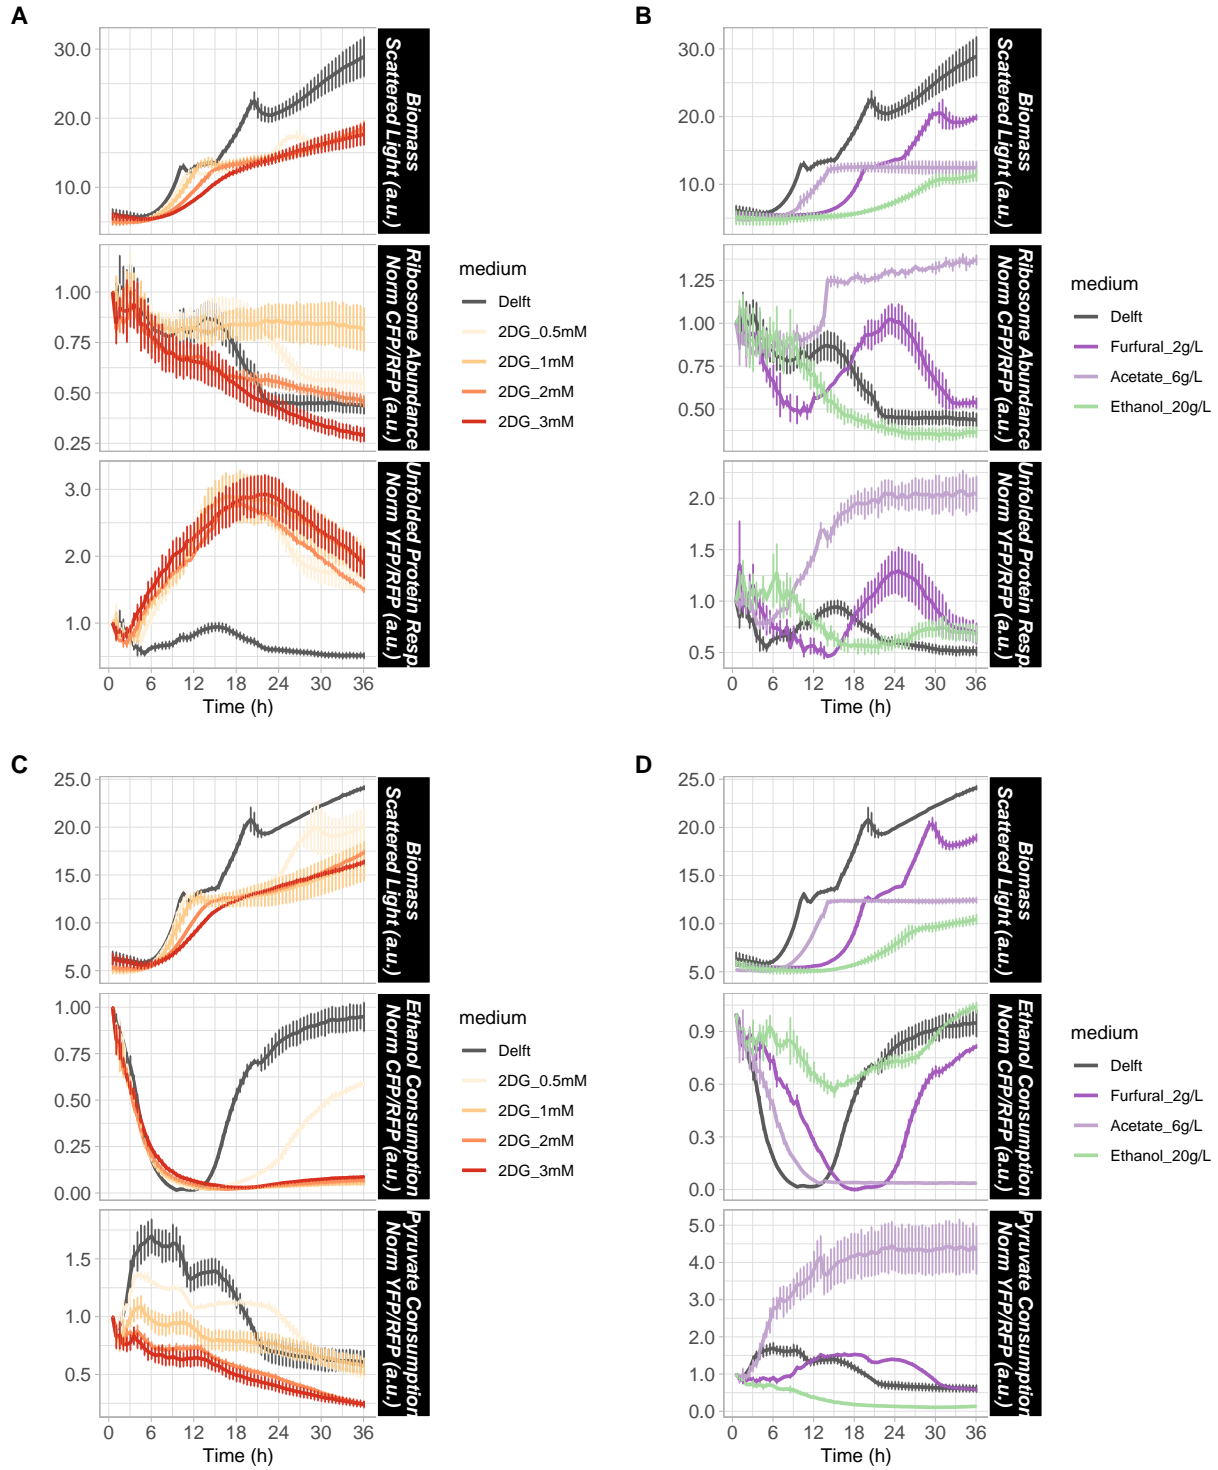 A
30.0
20.0
10.0
Biomass
Scattered Light (a.u.)
1.00
0.75
0.50
0.25
Ribosome Abundance
Norm CFP/RFP (a.u.)
3.0
2.0
1.0
Unfolded Protein Resp.
Norm YFP/RFP (a.u.)
0 6 12 18 24 30 36
Time (h)
medium
Delft
2DG_0.5mM
2DG_1mM
2DG_2mM
2DG_3mM
B
30.0
20.0
10.0
Biomass
Scattered Light (a.u.)
1.25
1.00
0.75
0.50
Ribosome Abundance
Norm CFP/RFP (a.u.)
2.0
1.5
1.0
0.5
Unfolded Protein Resp.
Norm YFP/RFP (a.u.)
0 6 12 18 24 30 36
Time (h)
medium
Delft
Furfural_2g/L
Acetate_6g/L
Ethanol_20g/L
C
25.0
20.0
15.0
10.0
5.0
Biomass
Scattered Light (a.u.)
1.00
0.75
0.50
0.25
0.00
Ethanol Consumption
Norm CFP/RFP (a.u.)
1.5
1.0
0.5
Pyruvate Consumption
Norm YFP/RFP (a.u.)
0 6 12 18 24 30 36
Time (h)
medium
Delft
2DG_0.5mM
2DG_1mM
2DG_2mM
2DG_3mM
D
25.0
20.0
15.0
10.0
5.0
Biomass
Scattered Light (a.u.)
0.9
0.6
0.3
0.0
Ethanol Consumption
Norm CFP/RFP (a.u.)
5.0
4.0
3.0
2.0
1.0
0.0
Pyruvate Consumption
Norm YFP/RFP (a.u.)
0 6 12 18 24 30 36
Time (h)
medium
Delft
Furfural_2g/L
Acetate_6g/L
Ethanol_20g/L